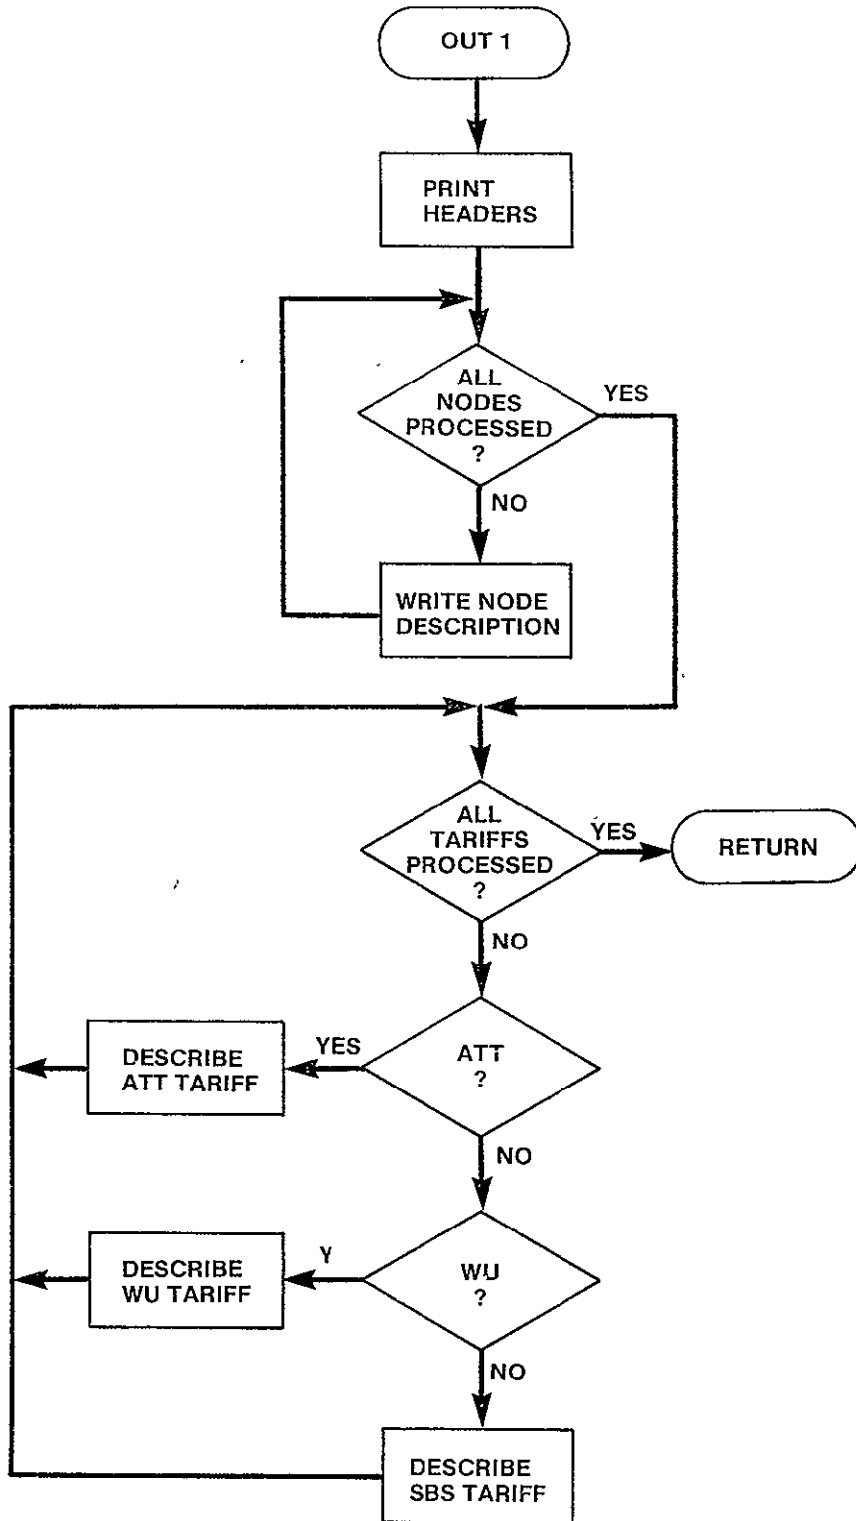 OUT 1
PRINT
HEADERS
ALL
NODES
PROCESSED
?
YES
NO
WRITE NODE
DESCRIPTION
ALL
TARIFFS
PROCESSED
?
YES
RETURN
NO
ATT
?
YES
DESCRIBE
ATT TARIFF
NO
WU
?
Y
DESCRIBE
WU TARIFF
NO
DESCRIBE
SBS TARIFF